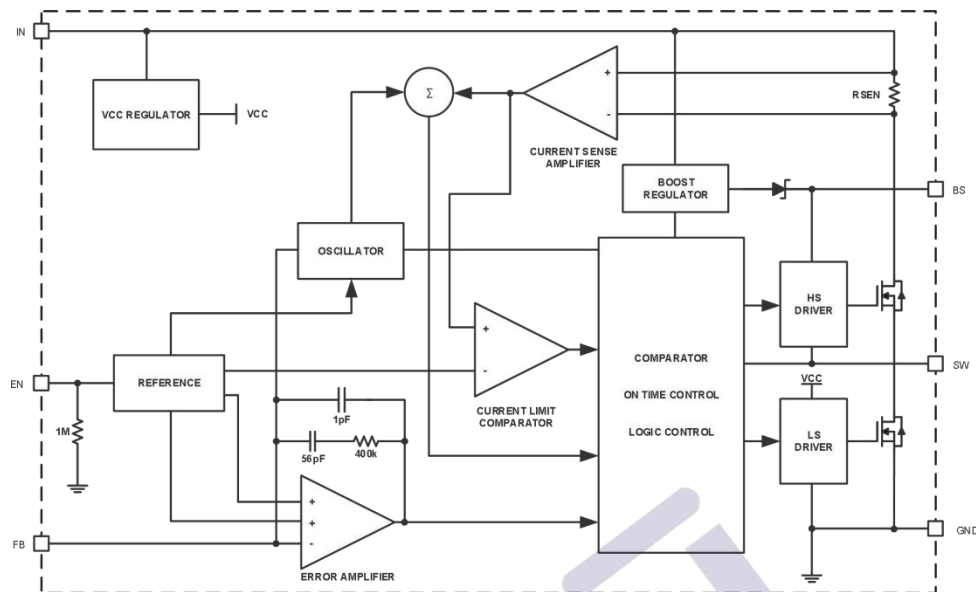 IN
VCC REGULATOR
VCC
Σ
+
-
CURRENT SENSE
AMPLIFIER
RSEN
BOOST
REGULATOR
BS
OSCILLATOR
HS
DRIVER
EN
REFERENCE
1M
+
-
CURRENT LIMIT
COMPARATOR
COMPARATOR
ON TIME CONTROL
LOGIC CONTROL
SW
VCC
LS
DRIVER
1pF
56pF
400k
+
+
-
ERROR AMPLIFIER
FB
GND